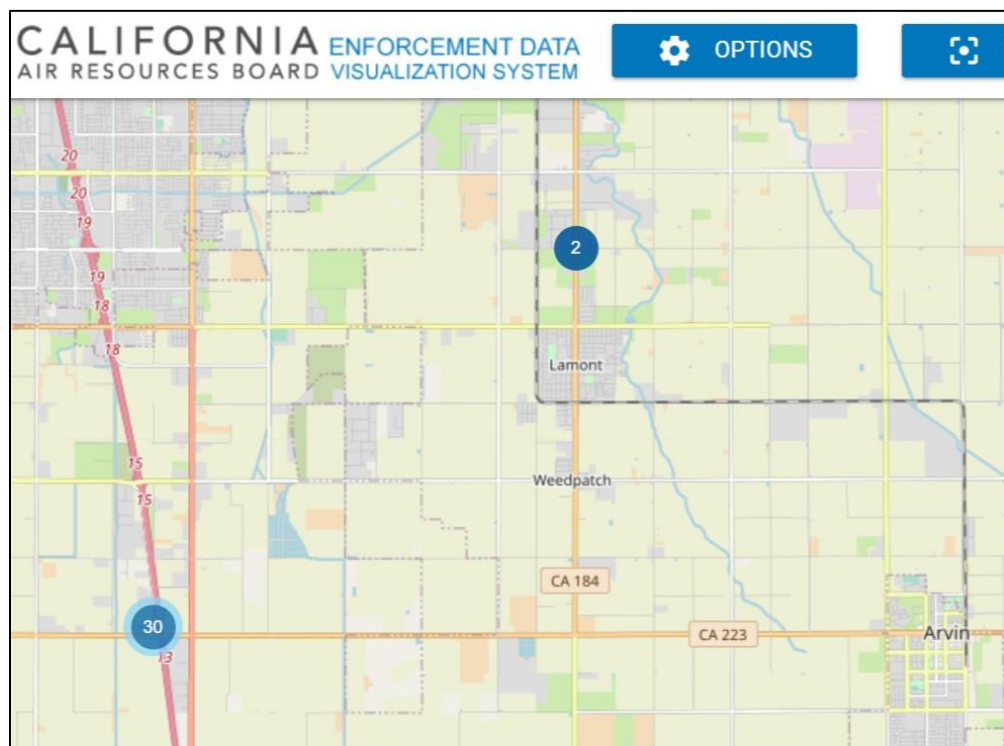 CALIFORNIA
AIR RESOURCES BOARD
ENFORCEMENT DATA
VISUALIZATION SYSTEM
OPTIONS
20
20
19
19
18
18
2
Lamont
15
15
Weedpatch
CA 184
30
13
CA 223
Arvin